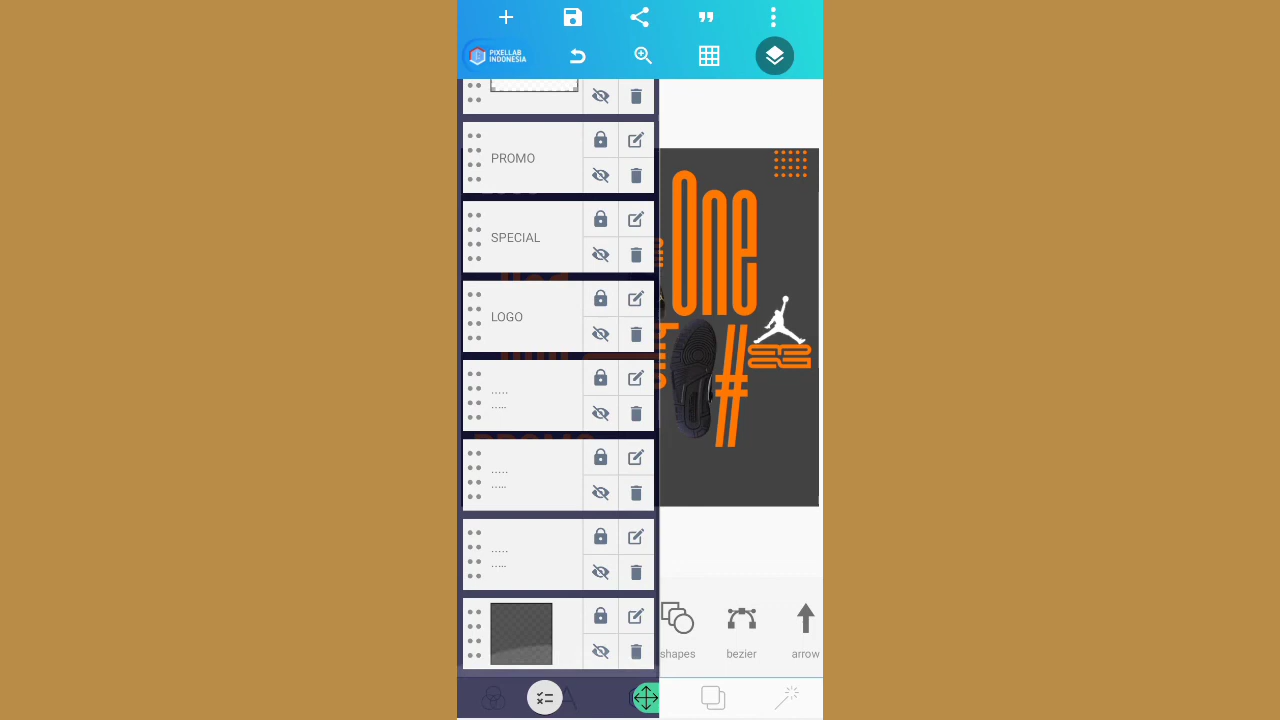 PIXELLAB
INDONESIA
PROMO
SPECIAL
LOGO
.....
.....
.....
.....
.....
.....
One
#
shapes
bezier
arrow